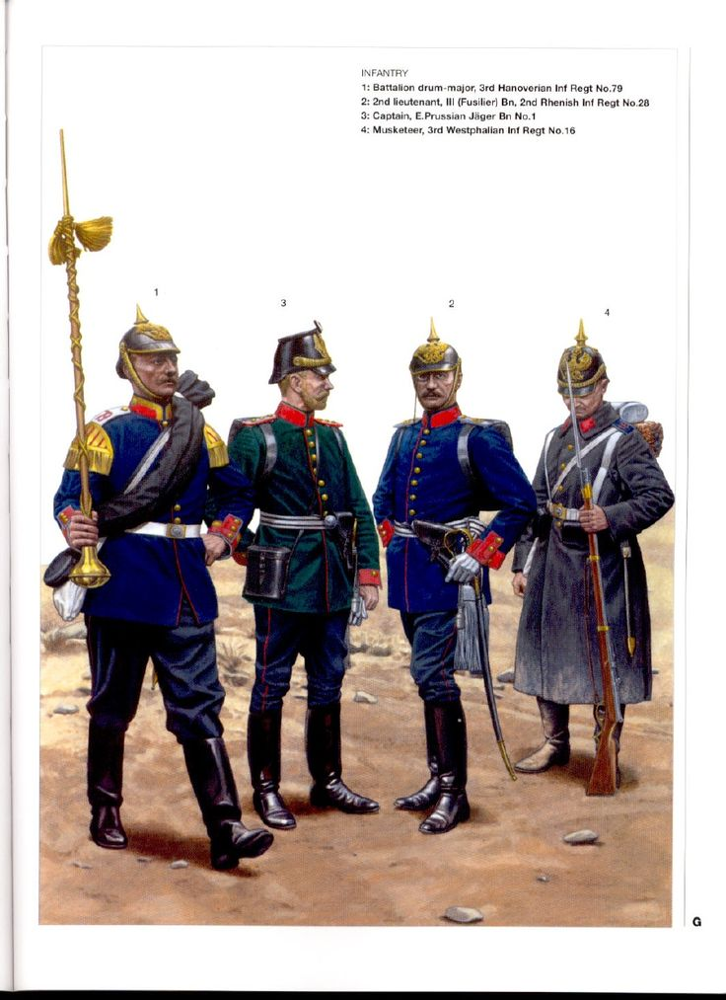 INFANTRY
1: Battalion drum-major, 3rd Hanoverian Inf Regt No.79
2: 2nd lieutenant, III (Fusilier) Bn, 2nd Rhenish Inf Regt No.28
3: Captain, E.Prussian Jäger Bn No.1
4: Musketeer, 3rd Westphalian Inf Regt No.16
1
3
2
4
G